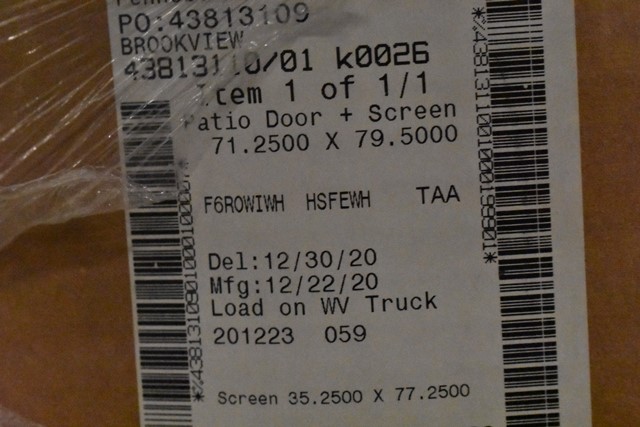 PO:43813109
BROOKVIEW
43813110/01 k0026
Item 1 of 1/1
Patio Door + Screen
71.2500 X 79.5000
F6ROWIWH HSFEWH TAA
Del:12/30/20
Mfg:12/22/20
Load on WV Truck
201223 059
Screen 35.2500 X 77.2500